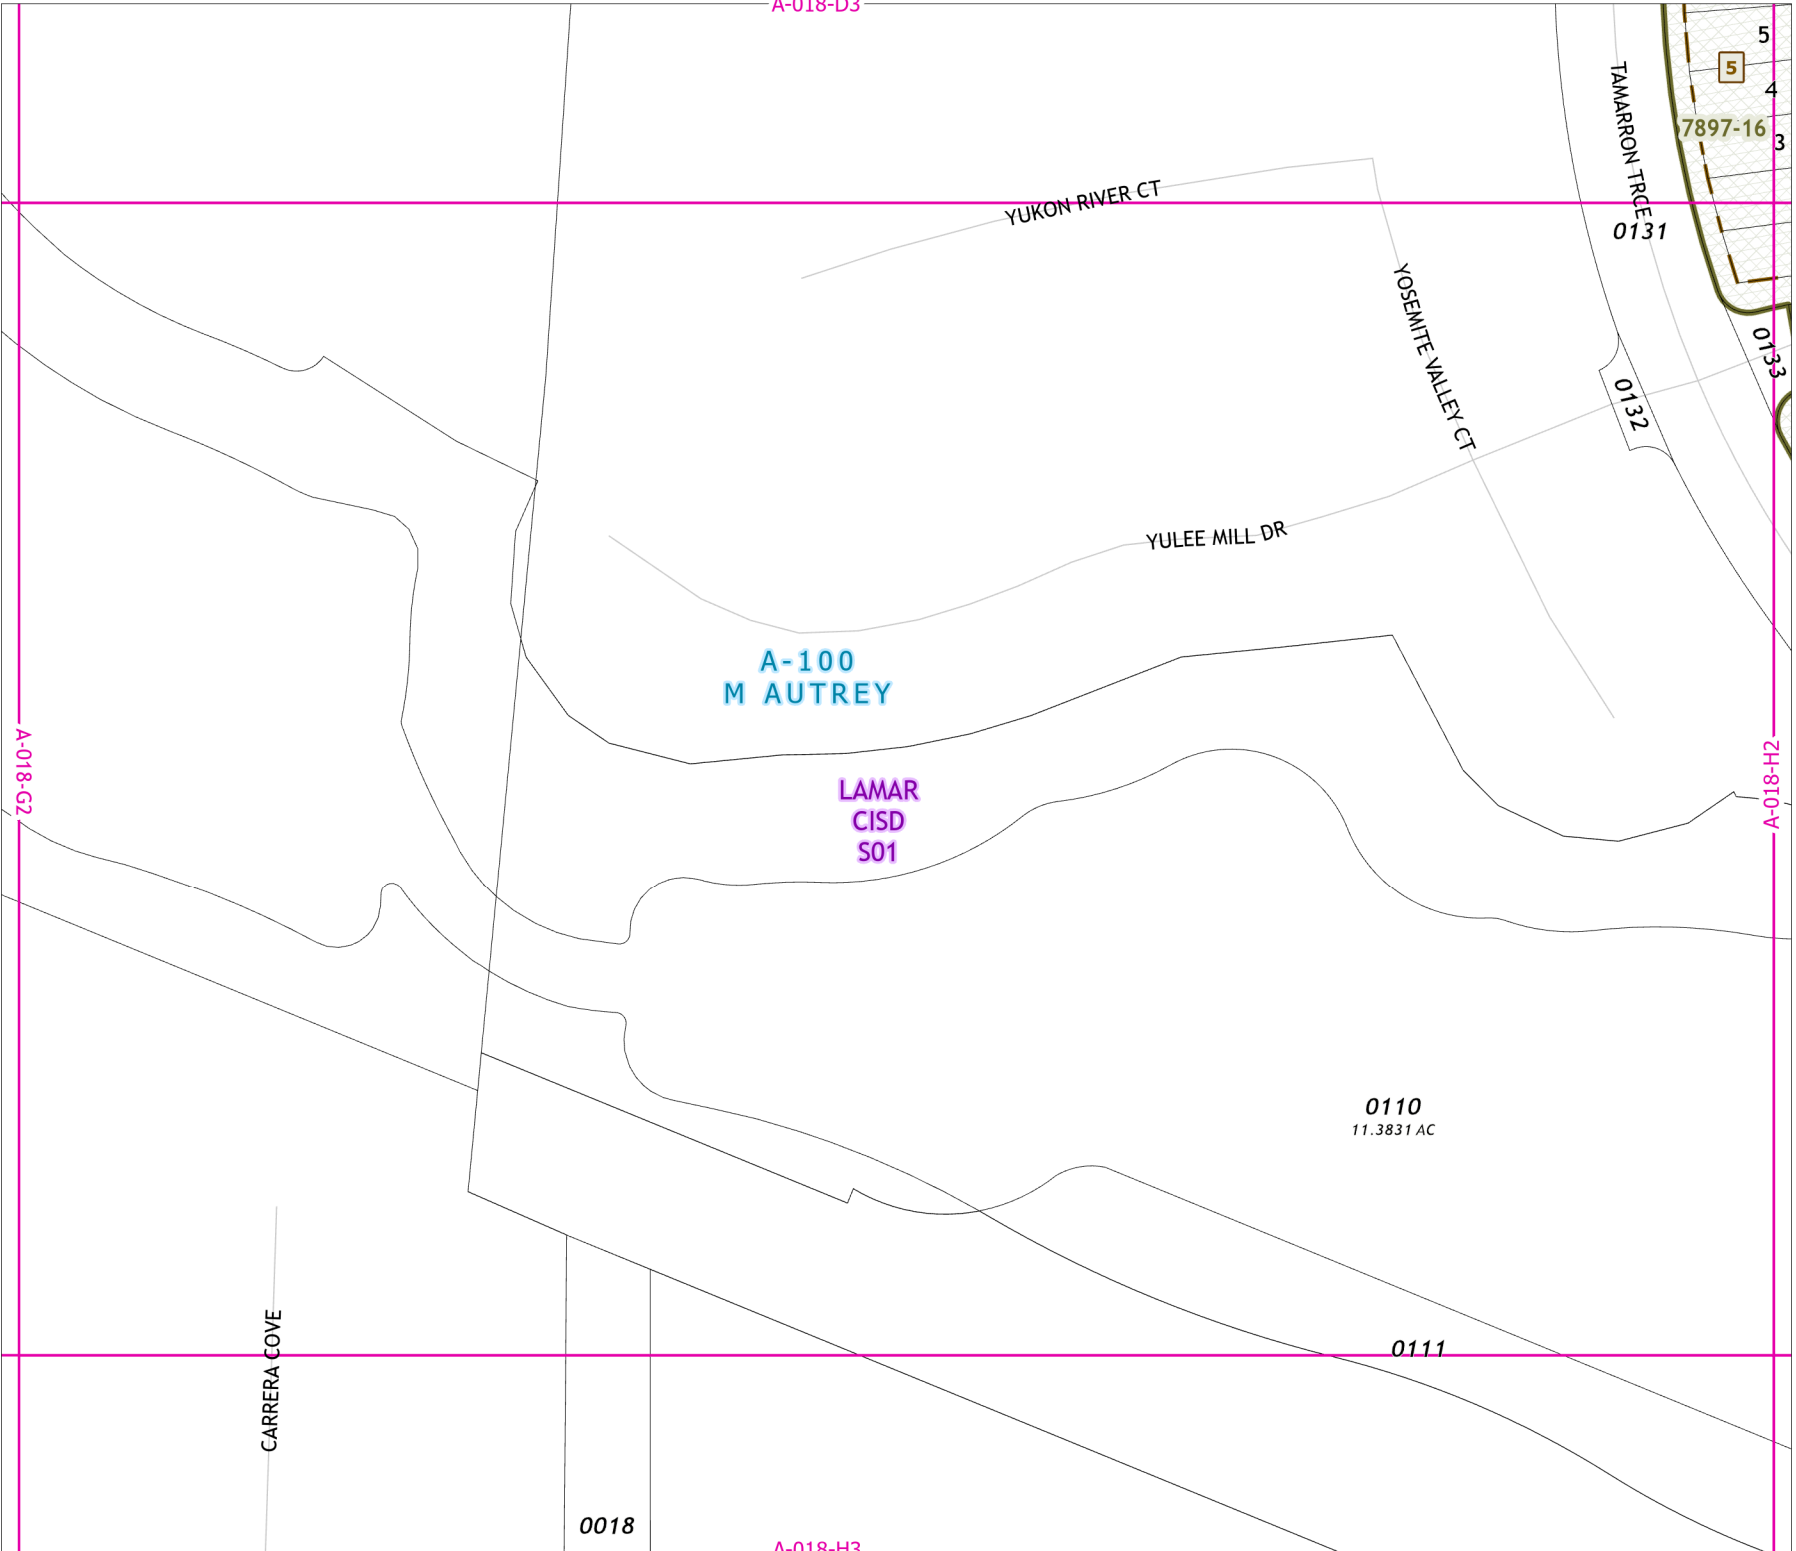 A-018-D3
5
5
4
7897-16
3
TAMARRON TRCE
YUKON RIVER CT
0131
YOSEMITE VALLEY CT
0133
0132
YULEE MILL DR
A-100
M AUTREY
A-018-G2
A-018-H2
LAMAR
CISD
S01
0110
11.3831 AC
0111
CARRERA COVE
0018
A-018-H3